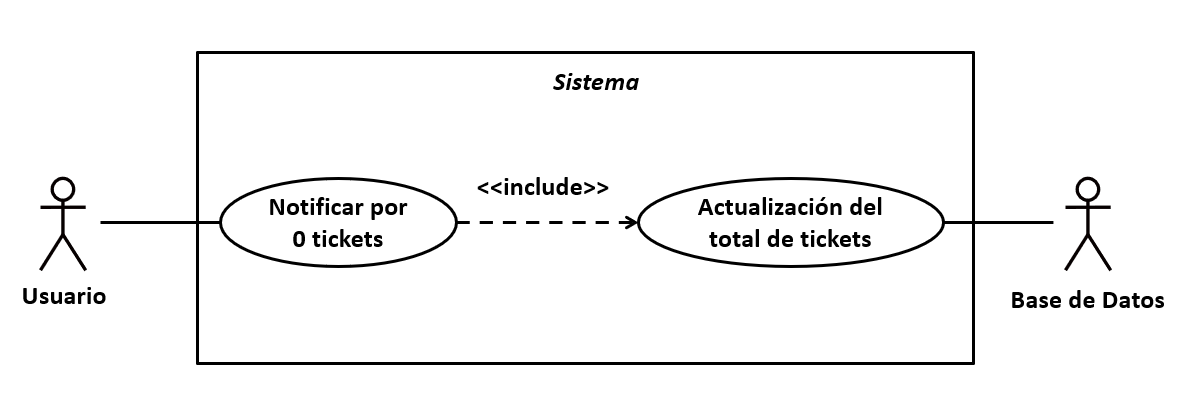 Sistema
<<include>>
Notificar por
0 tickets
Actualización del
total de tickets
Usuario
Base de Datos